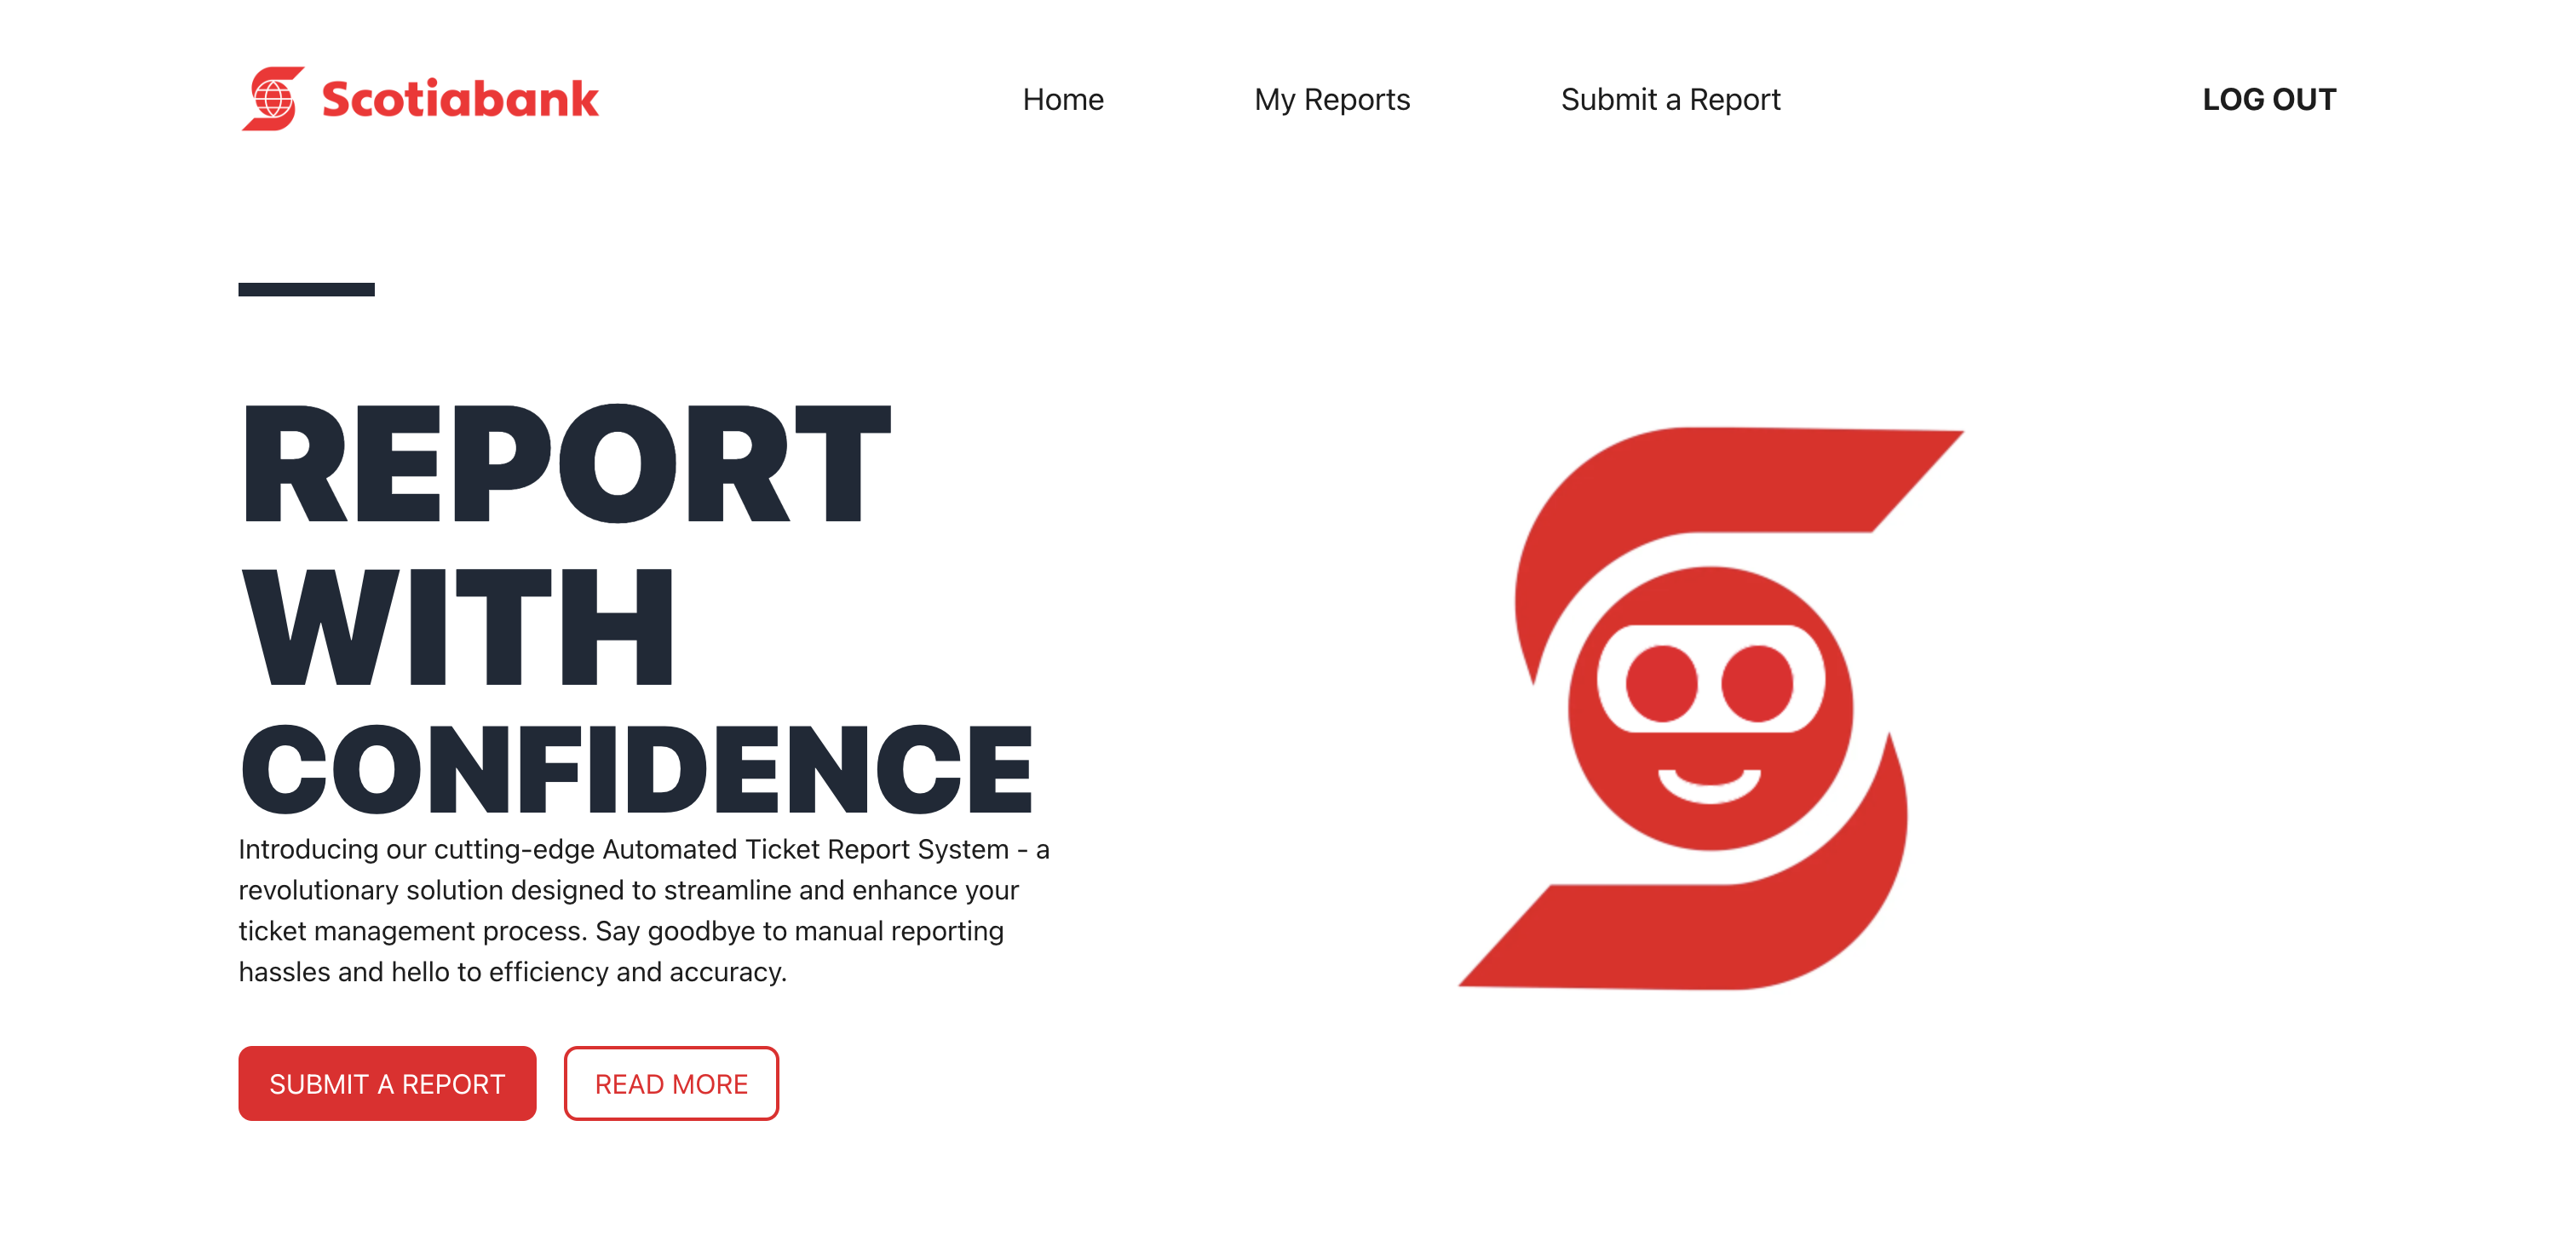 Scotiabank
Home
My Reports
Submit a Report
LOG OUT
REPORT
WITH
CONFIDENCE
Introducing our cutting-edge Automated Ticket Report System - a
revolutionary solution designed to streamline and enhance your
ticket management process. Say goodbye to manual reporting
hassles and hello to efficiency and accuracy.
SUBMIT A REPORT
READ MORE